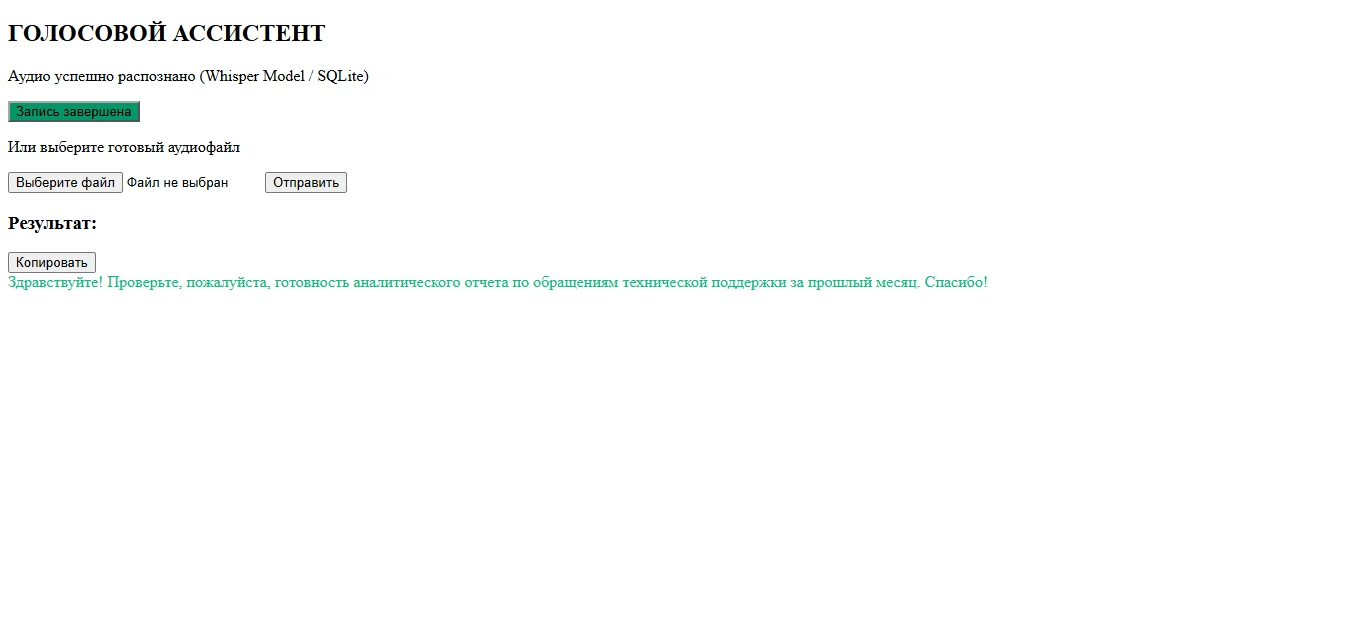 ГОЛОСОВОЙ АССИСТЕНТ
Аудио успешно распознано (Whisper Model / SQLite)
Запись завершена
Или выберите готовый аудиофайл
Выберите файл Файл не выбран Отправить
Результат:
Копировать
Здравствуйте! Проверьте, пожалуйста, готовность аналитического отчета по обращениям технической поддержки за прошлый месяц. Спасибо!